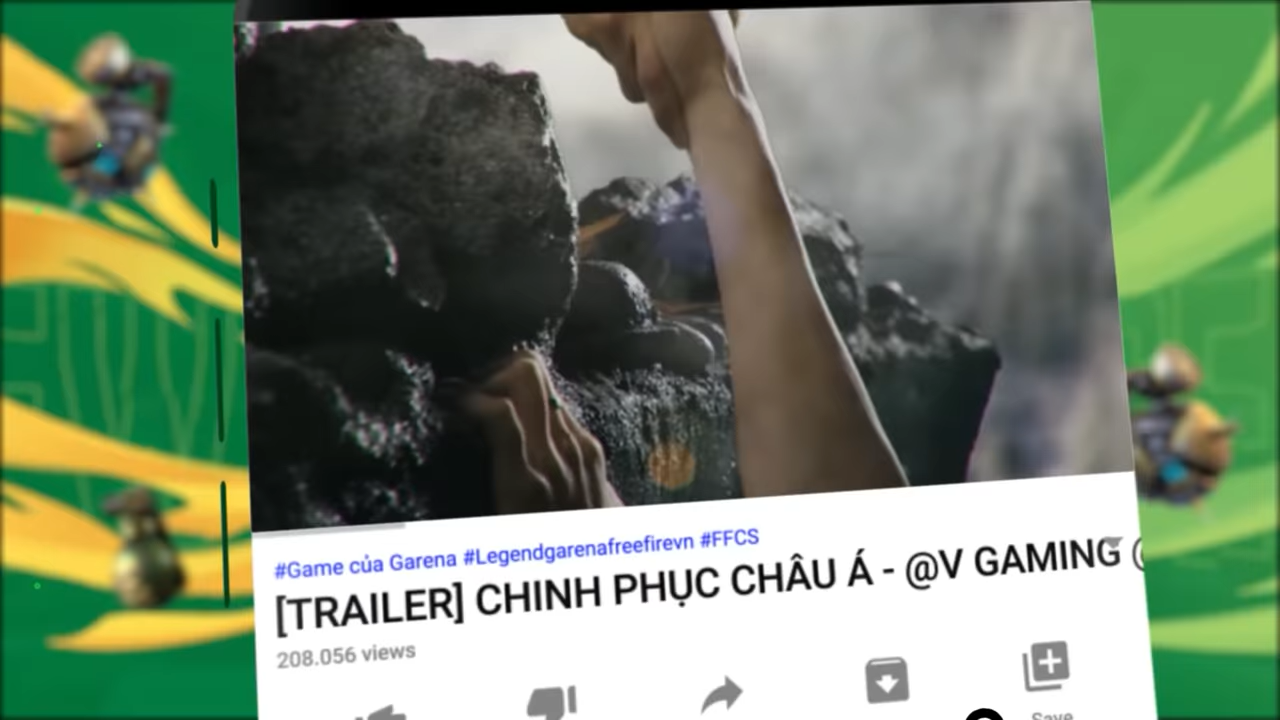 #Game của Garena #Legendgarenafreefirevn #FFCS
[TRAILER] CHINH PHỤC CHÂU Á - @V GAMING @
208.056 views
Save